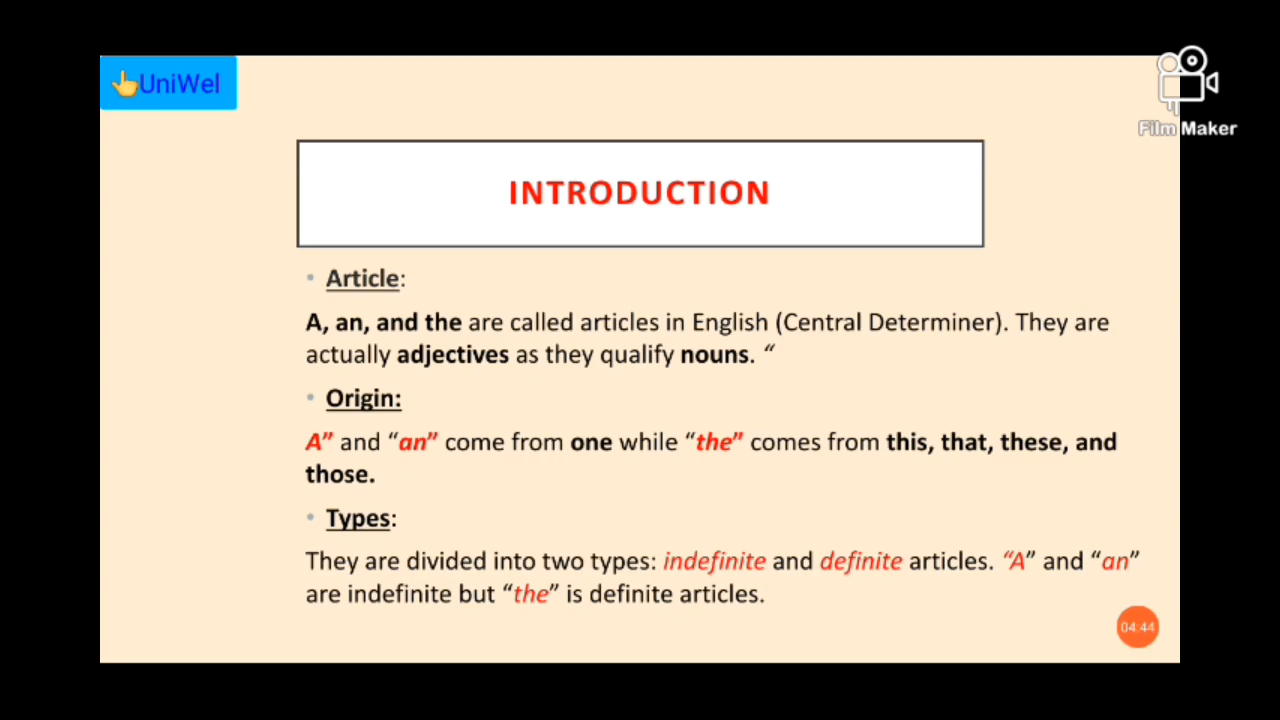 👆UniWel
Film Maker
INTRODUCTION
• Article:
A, an, and the are called articles in English (Central Determiner). They are
actually adjectives as they qualify nouns. “
• Origin:
A” and “an” come from one while “the” comes from this, that, these, and
those.
• Types:
They are divided into two types: indefinite and definite articles. “A” and “an”
are indefinite but “the” is definite articles.
04:44